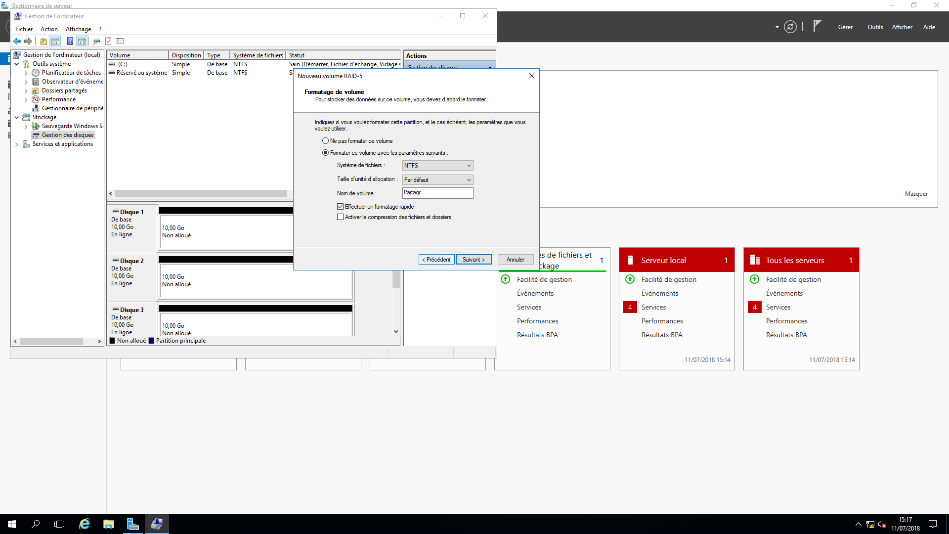 Gestionnaire de serveur
Gérer
Outils
Afficher
Aide
Gestion de l'ordinateur
Fichier
Action
Affichage
?
Gestion de l'ordinateur (local)
Outils système
Planificateur de tâches
Observateur d'événeme
Dossiers partagés
Performance
Gestionnaire de périphé
Stockage
Sauvegarde Windows S
Gestion des disques
Services et applications
Volume
Disposition
Type
Système de fichiers
Statut
(C:)
Simple
De base
NTFS
Sain (Démarrer, Fichier d'échange, Vidage
Réservé au système
Simple
De base
NTFS
Actions
Disque 1
De base
10,00 Go
En ligne
10,00 Go
Non alloué
Disque 2
De base
10,00 Go
En ligne
10,00 Go
Non alloué
Disque 3
De base
10,00 Go
En ligne
10,00 Go
Non alloué
Non alloué
Partition principale
Nouveau volume RAID-5
Formatage de volume
Pour stocker des données sur ce volume, vous devez d'abord le formater.
Indiquez si vous voulez formater cette partition, et le cas échéant, les paramètres que vous
voulez utiliser.
Ne pas formater ce volume
Formater ce volume avec les paramètres suivants :
Système de fichiers :
NTFS
Taille d'unité d'allocation :
Par défaut
Nom de volume :
Partage
Effectuer un formatage rapide
Activer la compression des fichiers et dossiers
< Précédent
Suivant >
Annuler
Masquer
es de fichiers et
ckage
1
Facilité de gestion
Événements
Services
Performances
Résultats BPA
Serveur local
1
Facilité de gestion
Événements
4
Services
Performances
Résultats BPA
11/07/2018 15:14
Tous les serveurs
1
Facilité de gestion
Événements
4
Services
Performances
Résultats BPA
11/07/2018 15:14
15:17
11/07/2018